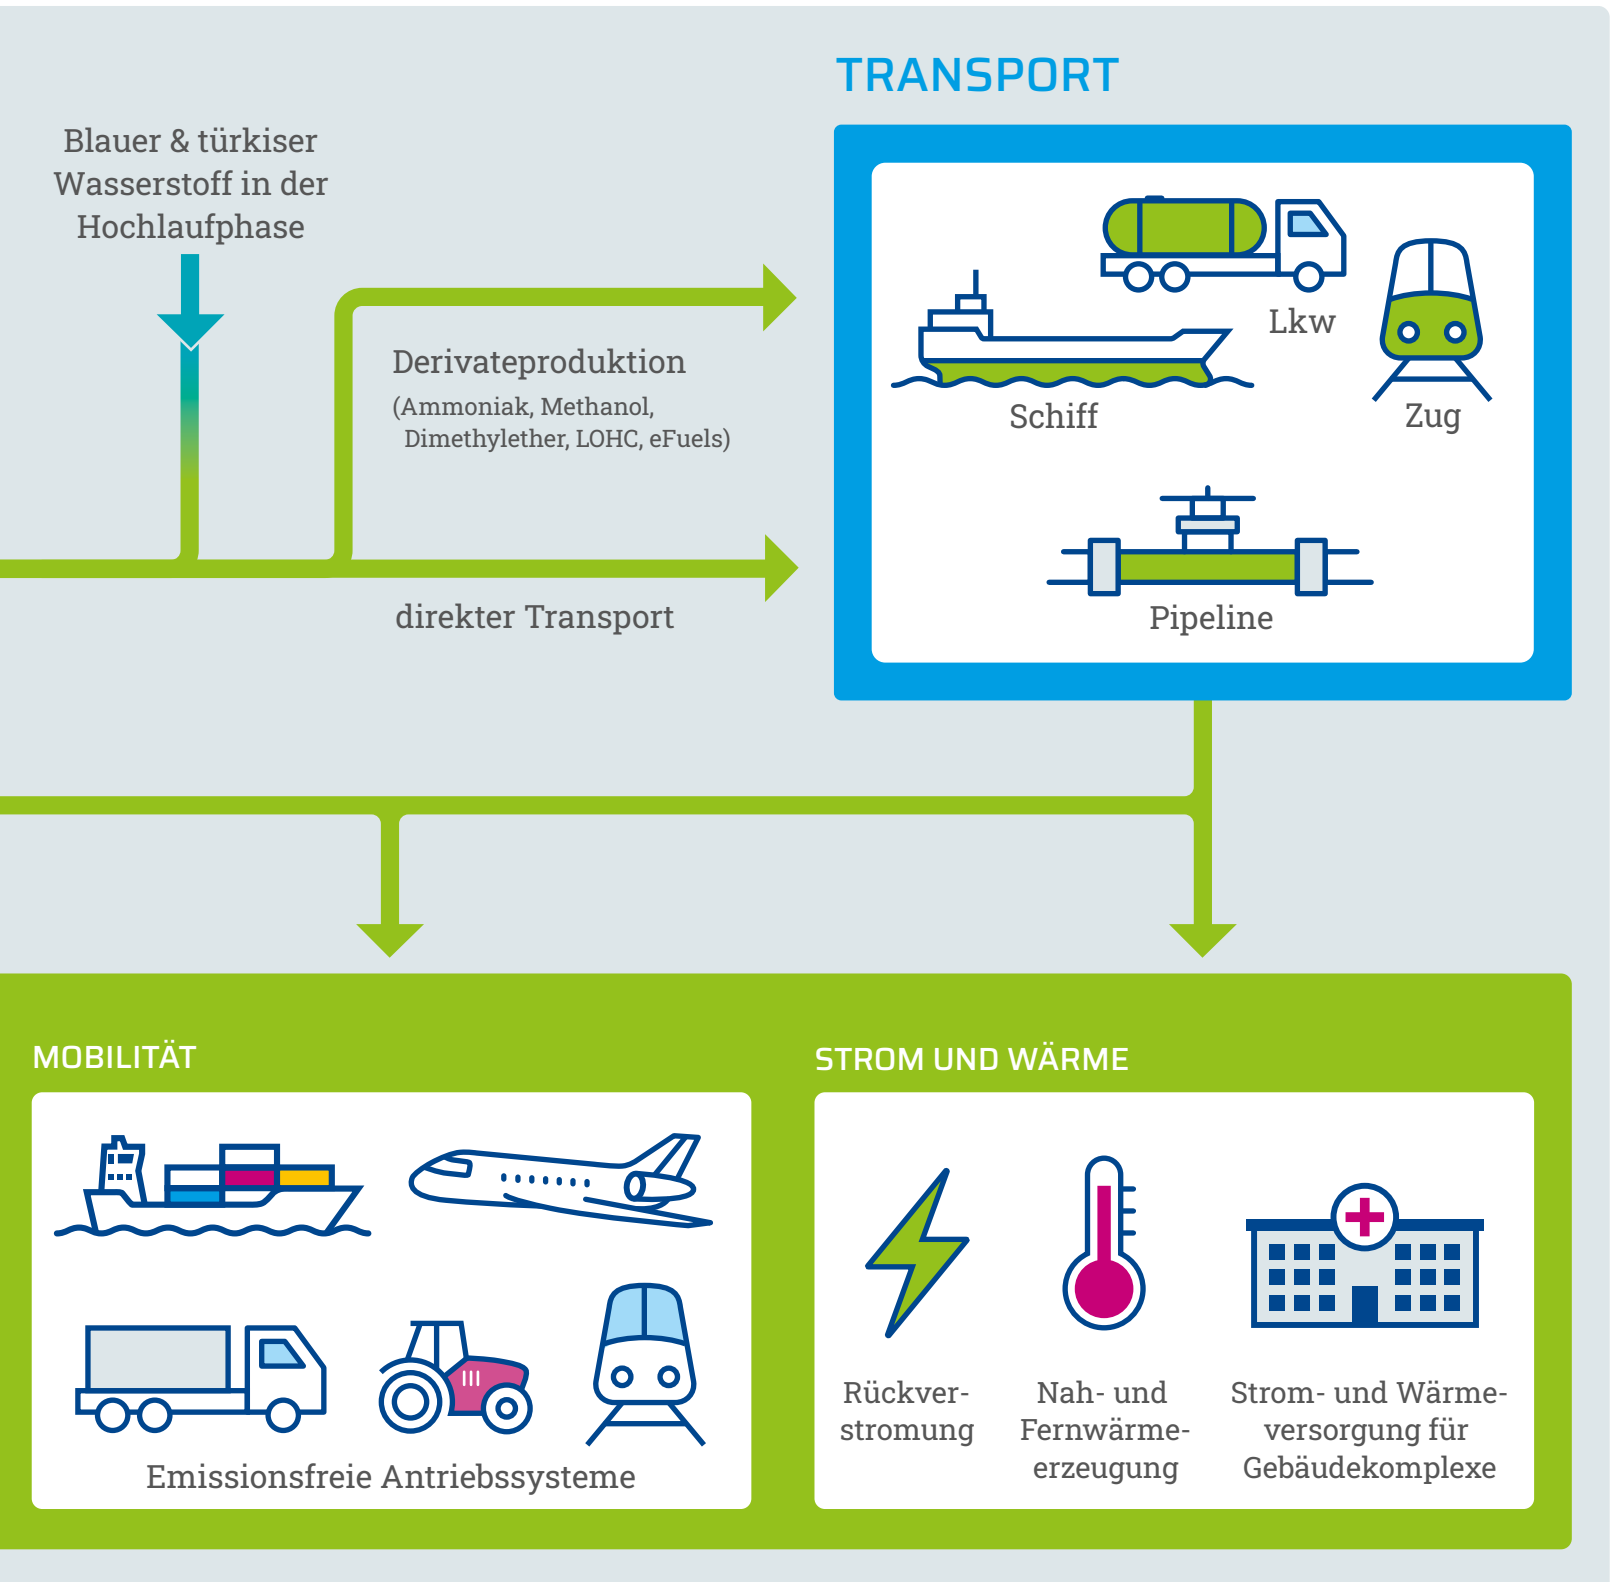 TRANSPORT
Blauer & türkiser
Wasserstoff in der
Hochlaufphase
Derivateproduktion
(Ammoniak, Methanol,
Dimethylether, LOHC, eFuels)
direkter Transport
Lkw
Schiff
Zug
Pipeline
MOBILITÄT
Emissionsfreie Antriebssysteme
STROM UND WÄRME
Rückver-
stromung
Nah- und
Fernwärme-
erzeugung
Strom- und Wärme-
versorgung für
Gebäudekomplexe